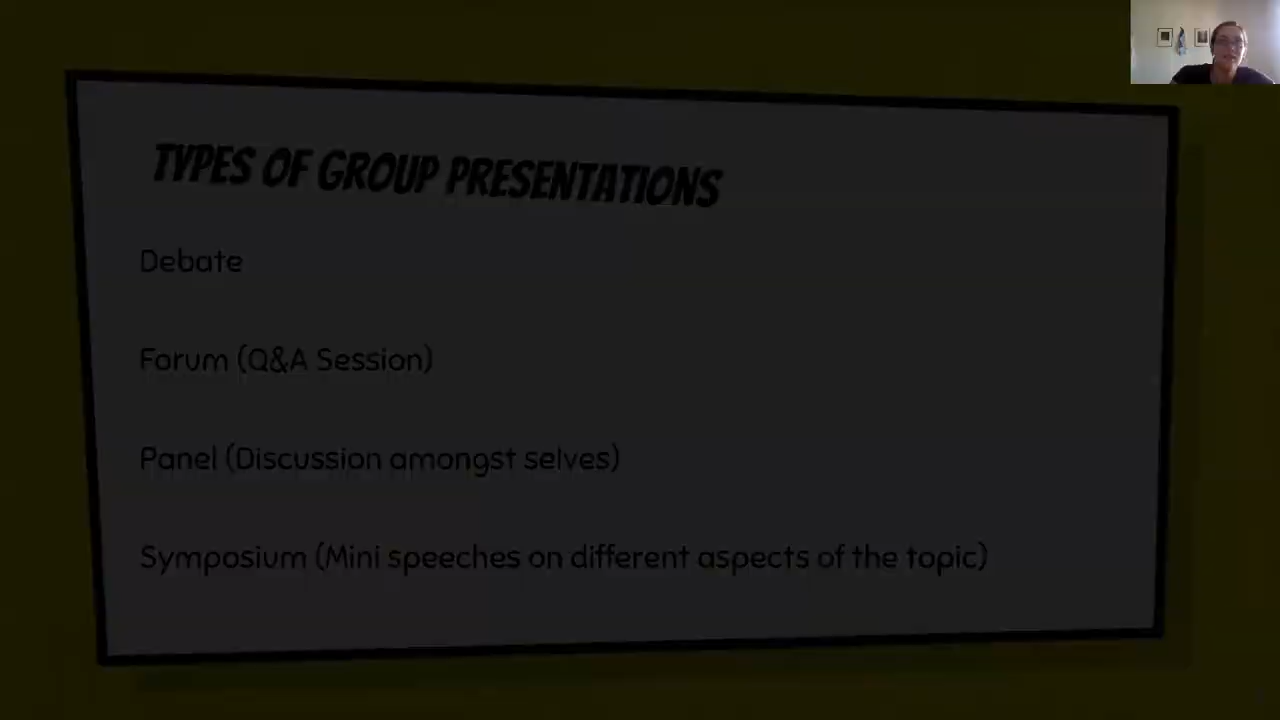 TYPES OF GROUP PRESENTATIONS
Debate
Forum (Q&A Session)
Panel (Discussion amongst selves)
Symposium (Mini speeches on different aspects of the topic)